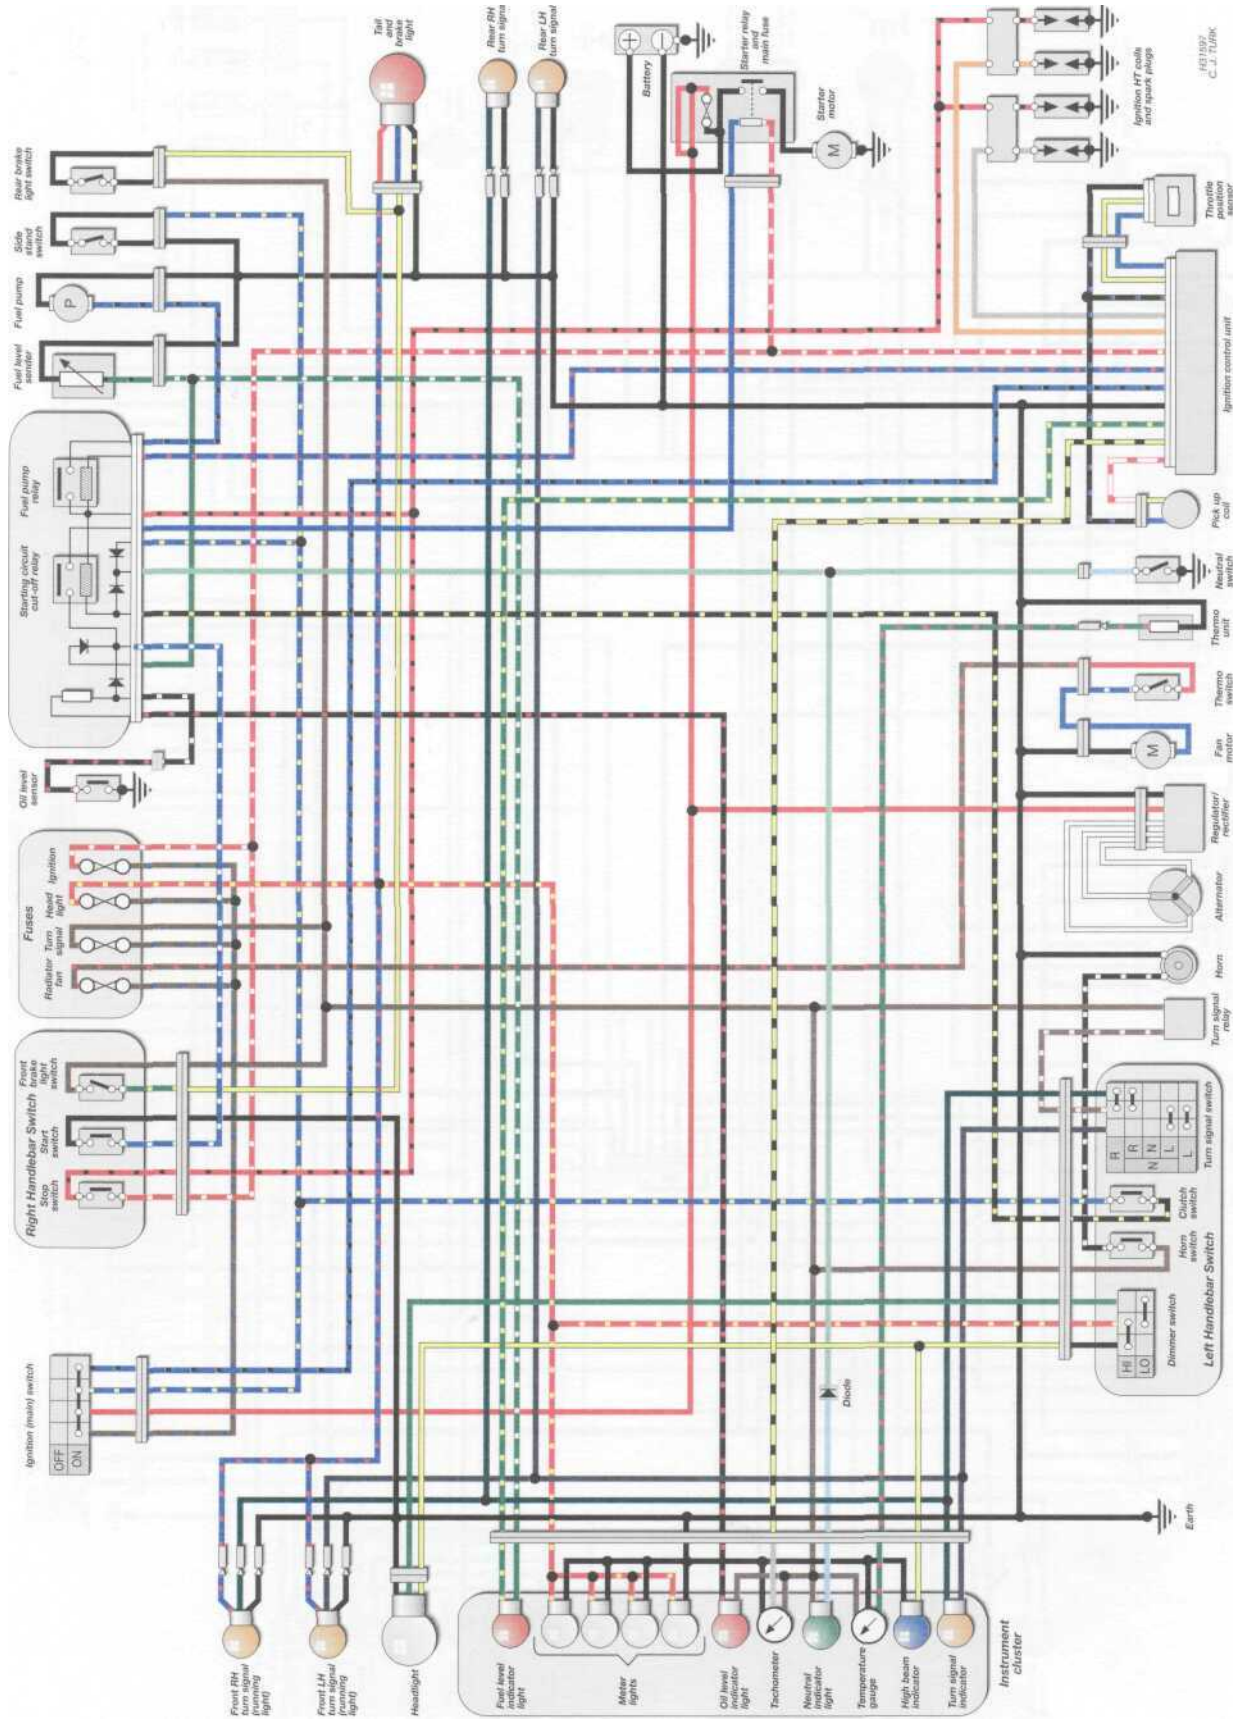 Tail
and
brake
light
Rear RH
turn signal
Rear LH
turn signal
Battery
Starter relay
and
main fuse
Starter
motor
M
Ignition HT coils
and spark plugs
H31597
C. J. TURK
Rear brake
light switch
Side
stand
switch
Fuel pump
P
Fuel level
sender
Fuel pump
relay
Starting circuit
cut-off relay
Oil level
sensor
Throttle
position
sensor
Ignition control unit
Pick up
coil
Neutral
switch
Thermo
unit
Thermo
switch
Fan
motor
M
Regulator/
rectifier
Alternator
Horn
Turn signal
relay
Fuses
Ignition
Head
light
Turn
signal
Radiator
fan
Right Handlebar Switch
Front
brake
light
switch
Start
switch
Stop
switch
Ignition (main) switch
OFF
ON
Turn signal switch
R
R
N
N
N
L
L
Clutch
switch
Horn
switch
Dimmer switch
HI
LO
Left Handlebar Switch
Diode
Earth
Front RH
turn signal
(running
light)
Front LH
turn signal
(running
light)
Headlight
Fuel level
indicator
light
Meter
lights
Oil level
indicator
light
Tachometer
Neutral
indicator
light
Temperature
gauge
High beam
indicator
Turn signal
indicator
Instrument
cluster